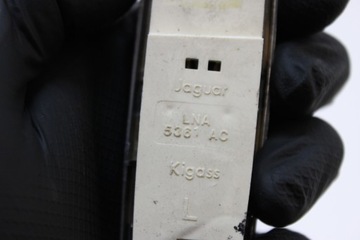 Jaguar
LNA
5361 AC
Kigass
L